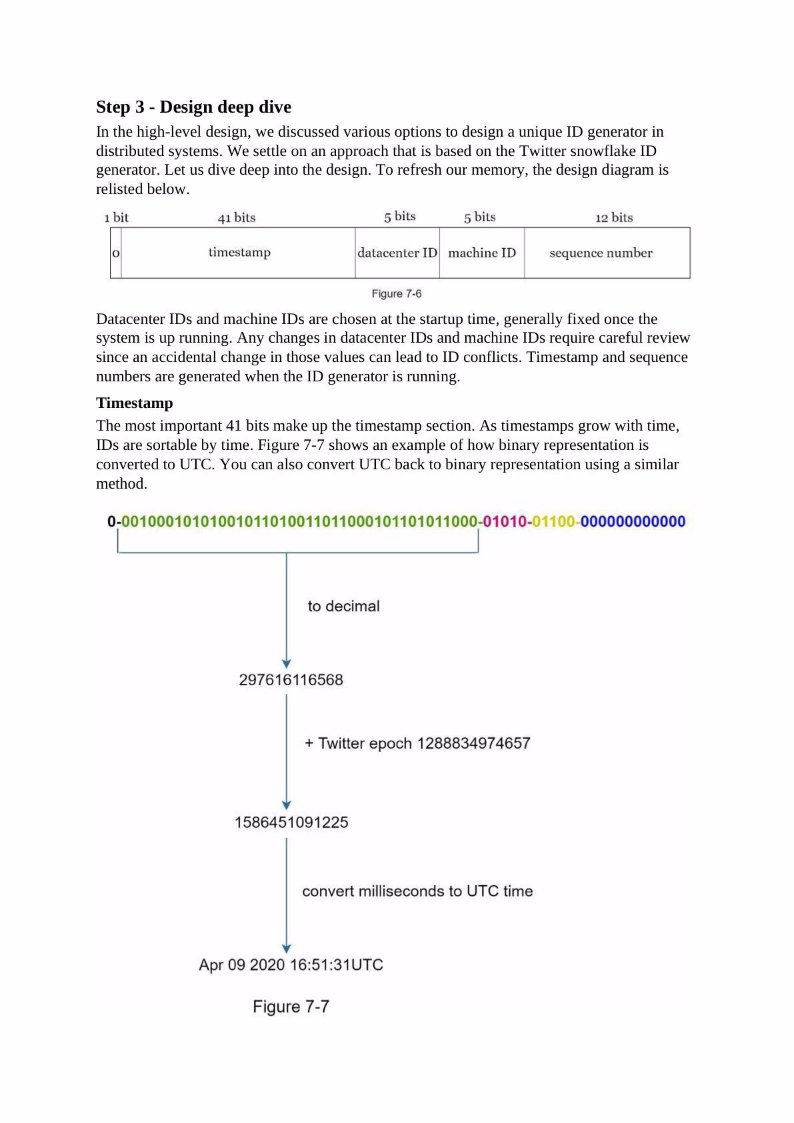 Step 3 - Design deep dive
In the high-level design, we discussed various options to design a unique ID generator in
distributed systems. We settle on an approach that is based on the Twitter snowflake ID
generator. Let us dive deep into the design. To refresh our memory, the design diagram is
relisted below.
1 bit 41 bits 5 bits 5 bits 12 bits
0 timestamp datacenter ID machine ID sequence number
Figure 7-6
Datacenter IDs and machine IDs are chosen at the startup time, generally fixed once the
system is up running. Any changes in datacenter IDs and machine IDs require careful review
since an accidental change in those values can lead to ID conflicts. Timestamp and sequence
numbers are generated when the ID generator is running.
Timestamp
The most important 41 bits make up the timestamp section. As timestamps grow with time,
IDs are sortable by time. Figure 7-7 shows an example of how binary representation is
converted to UTC. You can also convert UTC back to binary representation using a similar
method.
0-00100010101001011010011011000101101011000-01010-01100-000000000000
to decimal
297616116568
+ Twitter epoch 1288834974657
1586451091225
convert milliseconds to UTC time
Apr 09 2020 16:51:31UTC
Figure 7-7